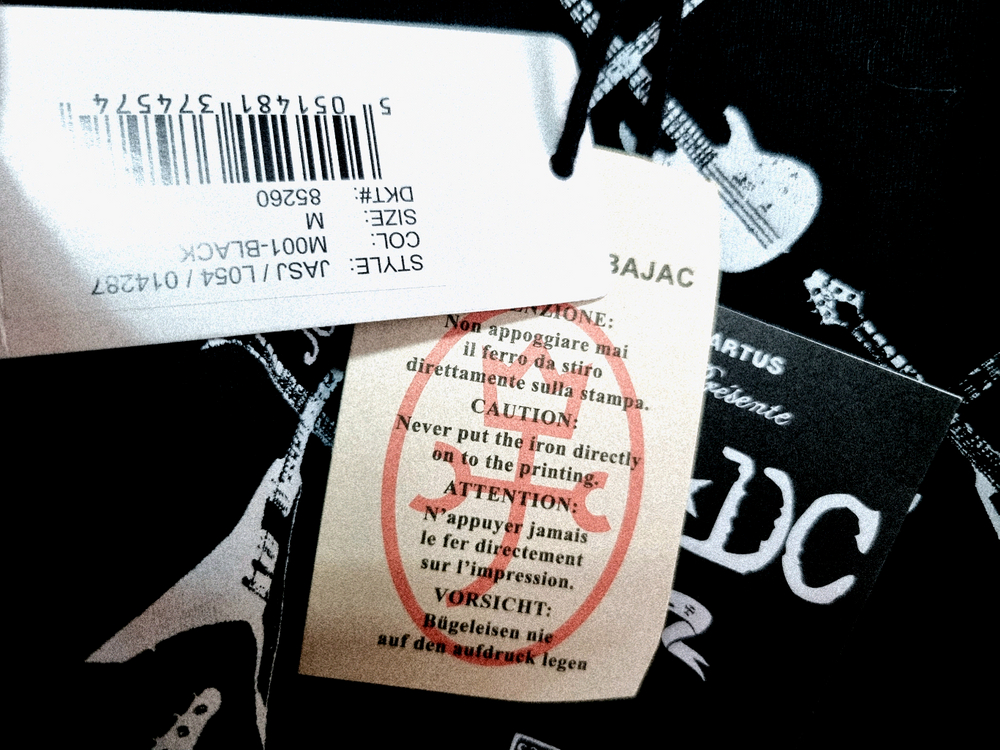 STYLE: JASJ / L054 / 014287
COL: M001-BLACK
SIZE: M
DKT#: 85260
5 051481 374574
BAJAC
ENZIONE:
Non appoggiare mai
il ferro da stiro
direttamente sulla stampa.
CAUTION:
Never put the iron directly
on to the printing.
ATTENTION:
N'appuyer jamais
le fer directement
sur l'impression.
VORSICHT:
Bügeleisen nie
auf den aufdruck legen
ARTUS
Présente
DC